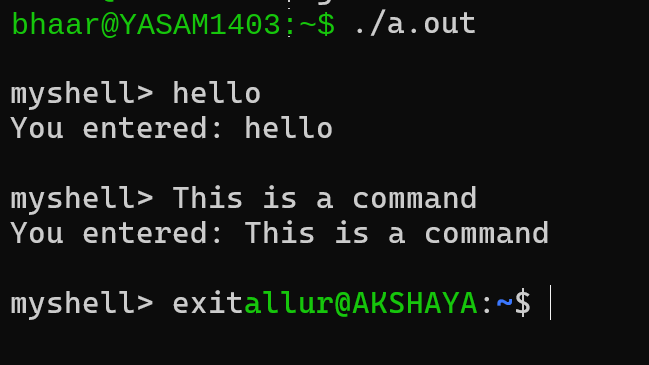 bhaar@YASAM1403:~$ ./a.out
myshell> hello
You entered: hello
myshell> This is a command
You entered: This is a command
myshell> exitallur@AKSHAYA:~$